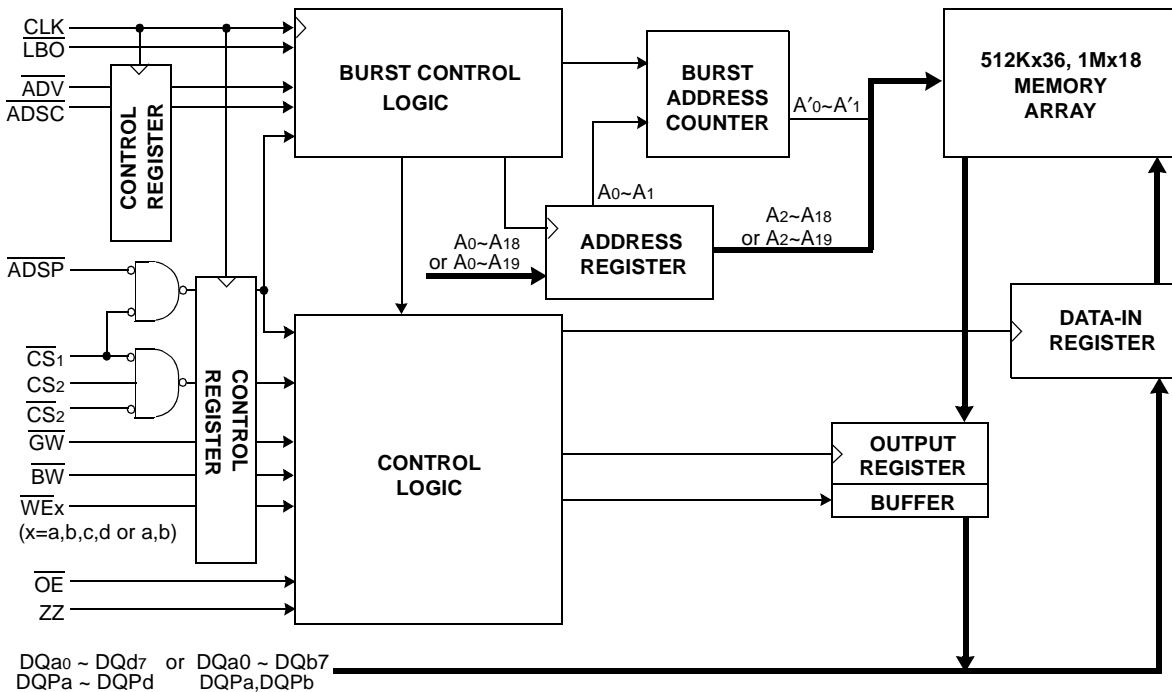 CLK
LBO
ADV
ADSC
CONTROL
REGISTER
BURST CONTROL
LOGIC
BURST
ADDRESS
COUNTER
A′0~A′1
512Kx36, 1Mx18
MEMORY
ARRAY
A0~A1
A0~A18
or A0~A19
ADDRESS
REGISTER
A2~A18
or A2~A19
ADSP
CS1
CS2
CS2
GW
BW
WEx
(x=a,b,c,d or a,b)
OE
ZZ
CONTROL
REGISTER
CONTROL
LOGIC
DATA-IN
REGISTER
OUTPUT
REGISTER
BUFFER
DQa0 ~ DQd7 or DQa0 ~ DQb7
DQPa ~ DQPd DQPa,DQPb